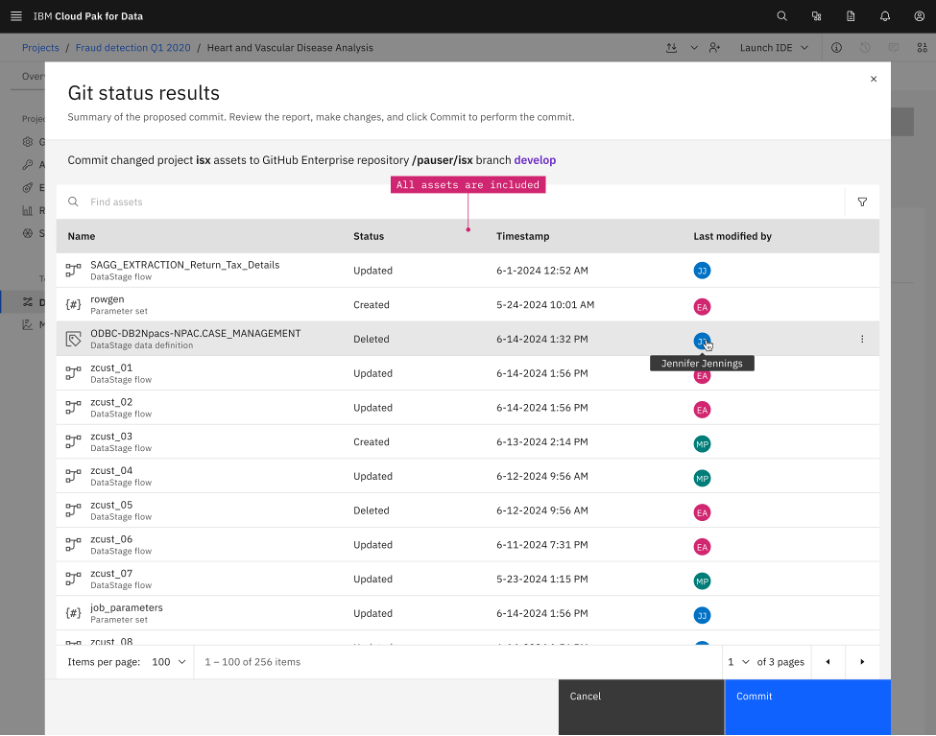 IBM Cloud Pak for Data
Projects / Fraud detection Q1 2020 / Heart and Vascular Disease Analysis
Launch IDE
Over
Git status results
Summary of the proposed commit. Review the report, make changes, and click Commit to perform the commit.
Projec
G
A
E
R
S
T
D
M
Commit changed project isx assets to GitHub Enterprise repository /pauser/isx branch develop
All assets are included
Find assets
Name Status Timestamp Last modified by
SAGG_EXTRACTION_Return_Tax_Details
DataStage flow
Updated 6-1-2024 12:52 AM JJ
rowgen
Parameter set
Created 5-24-2024 10:01 AM EA
ODBC-DB2Npacs-NPAC.CASE_MANAGEMENT
DataStage data definition
Deleted 6-14-2024 1:32 PM JJ
Jennifer Jennings
zcust_01
DataStage flow
Updated 6-14-2024 1:56 PM EA
zcust_02
DataStage flow
Updated 6-14-2024 1:56 PM EA
zcust_03
DataStage flow
Created 6-13-2024 2:14 PM MP
zcust_04
DataStage flow
Updated 6-12-2024 9:56 AM MP
zcust_05
DataStage flow
Deleted 6-12-2024 9:56 AM EA
zcust_06
DataStage flow
Updated 6-11-2024 7:31 PM EA
zcust_07
DataStage flow
Updated 5-23-2024 1:15 PM MP
{#} job_parameters
Parameter set
Updated 6-14-2024 1:56 PM JJ
zcust_08
Items per page: 100 1 – 100 of 256 items 1 of 3 pages
Cancel Commit